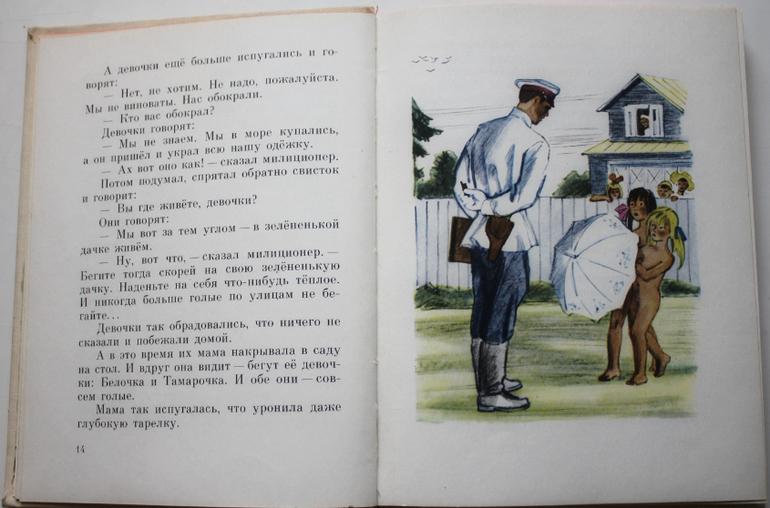 А девочки ещё больше испугались и го-
ворят:
— Нет, не хотим. Не надо, пожалуйста.
Мы не виноваты. Нас обокрали.
— Кто вас обокрал?
Девочки говорят:
— Мы не знаем. Мы в море купались,
а он пришёл и украл всю нашу одёжку.
— Ах вот оно как! — сказал милиционер.
Потом подумал, спрятал обратно свисток
и говорит:
— Вы где живёте, девочки?
Они говорят:
— Мы вот за тем углом — в зелёненькой
дачке живём.
— Ну, вот что, — сказал милиционер. —
Бегите тогда скорей на свою зелёненькую
дачку. Наденьте на себя что-нибудь тёплое.
И никогда больше голые по улицам не бе-
гайте...
Девочки так обрадовались, что ничего не
сказали и побежали домой.
А в это время их мама накрывала в саду
на стол. И вдруг она видит — бегут её девоч-
ки: Белочка и Тамарочка. И обе они — сов-
сем голые.
Мама так испугалась, что уронила даже
глубокую тарелку.
14